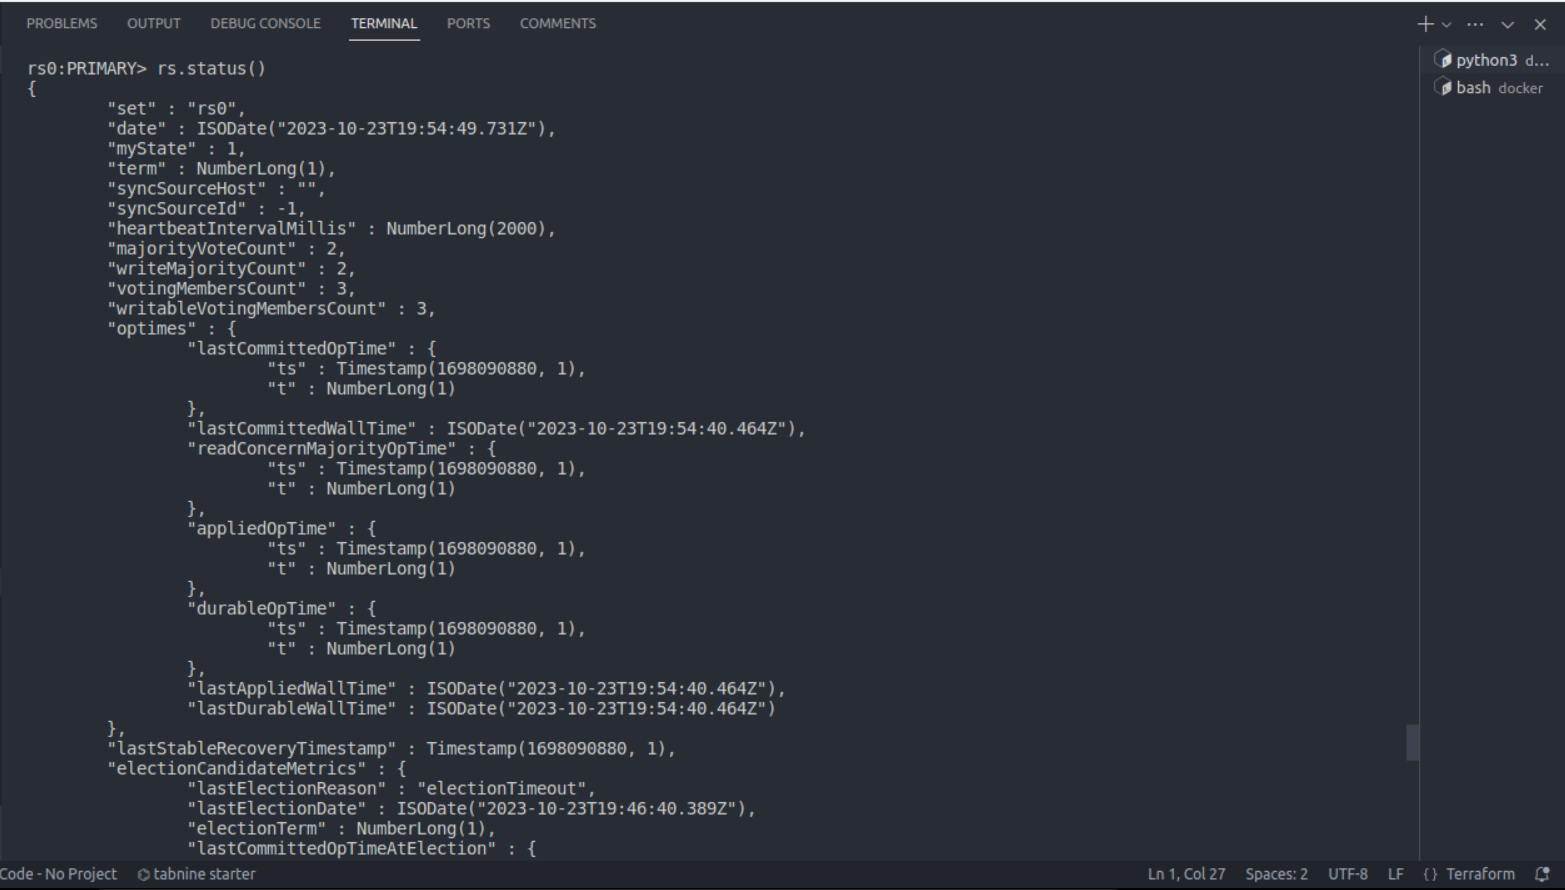 PROBLEMS OUTPUT DEBUG CONSOLE TERMINAL PORTS COMMENTS
python3 d...
bash docker
rs0:PRIMARY> rs.status()
{
"set" : "rs0",
"date" : ISODate("2023-10-23T19:54:49.731Z"),
"myState" : 1,
"term" : NumberLong(1),
"syncSourceHost" : "",
"syncSourceId" : -1,
"heartbeatIntervalMillis" : NumberLong(2000),
"majorityVoteCount" : 2,
"writeMajorityCount" : 2,
"votingMembersCount" : 3,
"writableVotingMembersCount" : 3,
"optimes" : {
"lastCommittedOpTime" : {
"ts" : Timestamp(1698090880, 1),
"t" : NumberLong(1)
},
"lastCommittedWallTime" : ISODate("2023-10-23T19:54:40.464Z"),
"readConcernMajorityOpTime" : {
"ts" : Timestamp(1698090880, 1),
"t" : NumberLong(1)
},
"appliedOpTime" : {
"ts" : Timestamp(1698090880, 1),
"t" : NumberLong(1)
},
"durableOpTime" : {
"ts" : Timestamp(1698090880, 1),
"t" : NumberLong(1)
},
"lastAppliedWallTime" : ISODate("2023-10-23T19:54:40.464Z"),
"lastDurableWallTime" : ISODate("2023-10-23T19:54:40.464Z")
},
"lastStableRecoveryTimestamp" : Timestamp(1698090880, 1),
"electionCandidateMetrics" : {
"lastElectionReason" : "electionTimeout",
"lastElectionDate" : ISODate("2023-10-23T19:46:40.389Z"),
"electionTerm" : NumberLong(1),
"lastCommittedOpTimeAtElection" : {
Code - No Project tabnine starter Ln 1, Col 27 Spaces: 2 UTF-8 LF {} Terraform